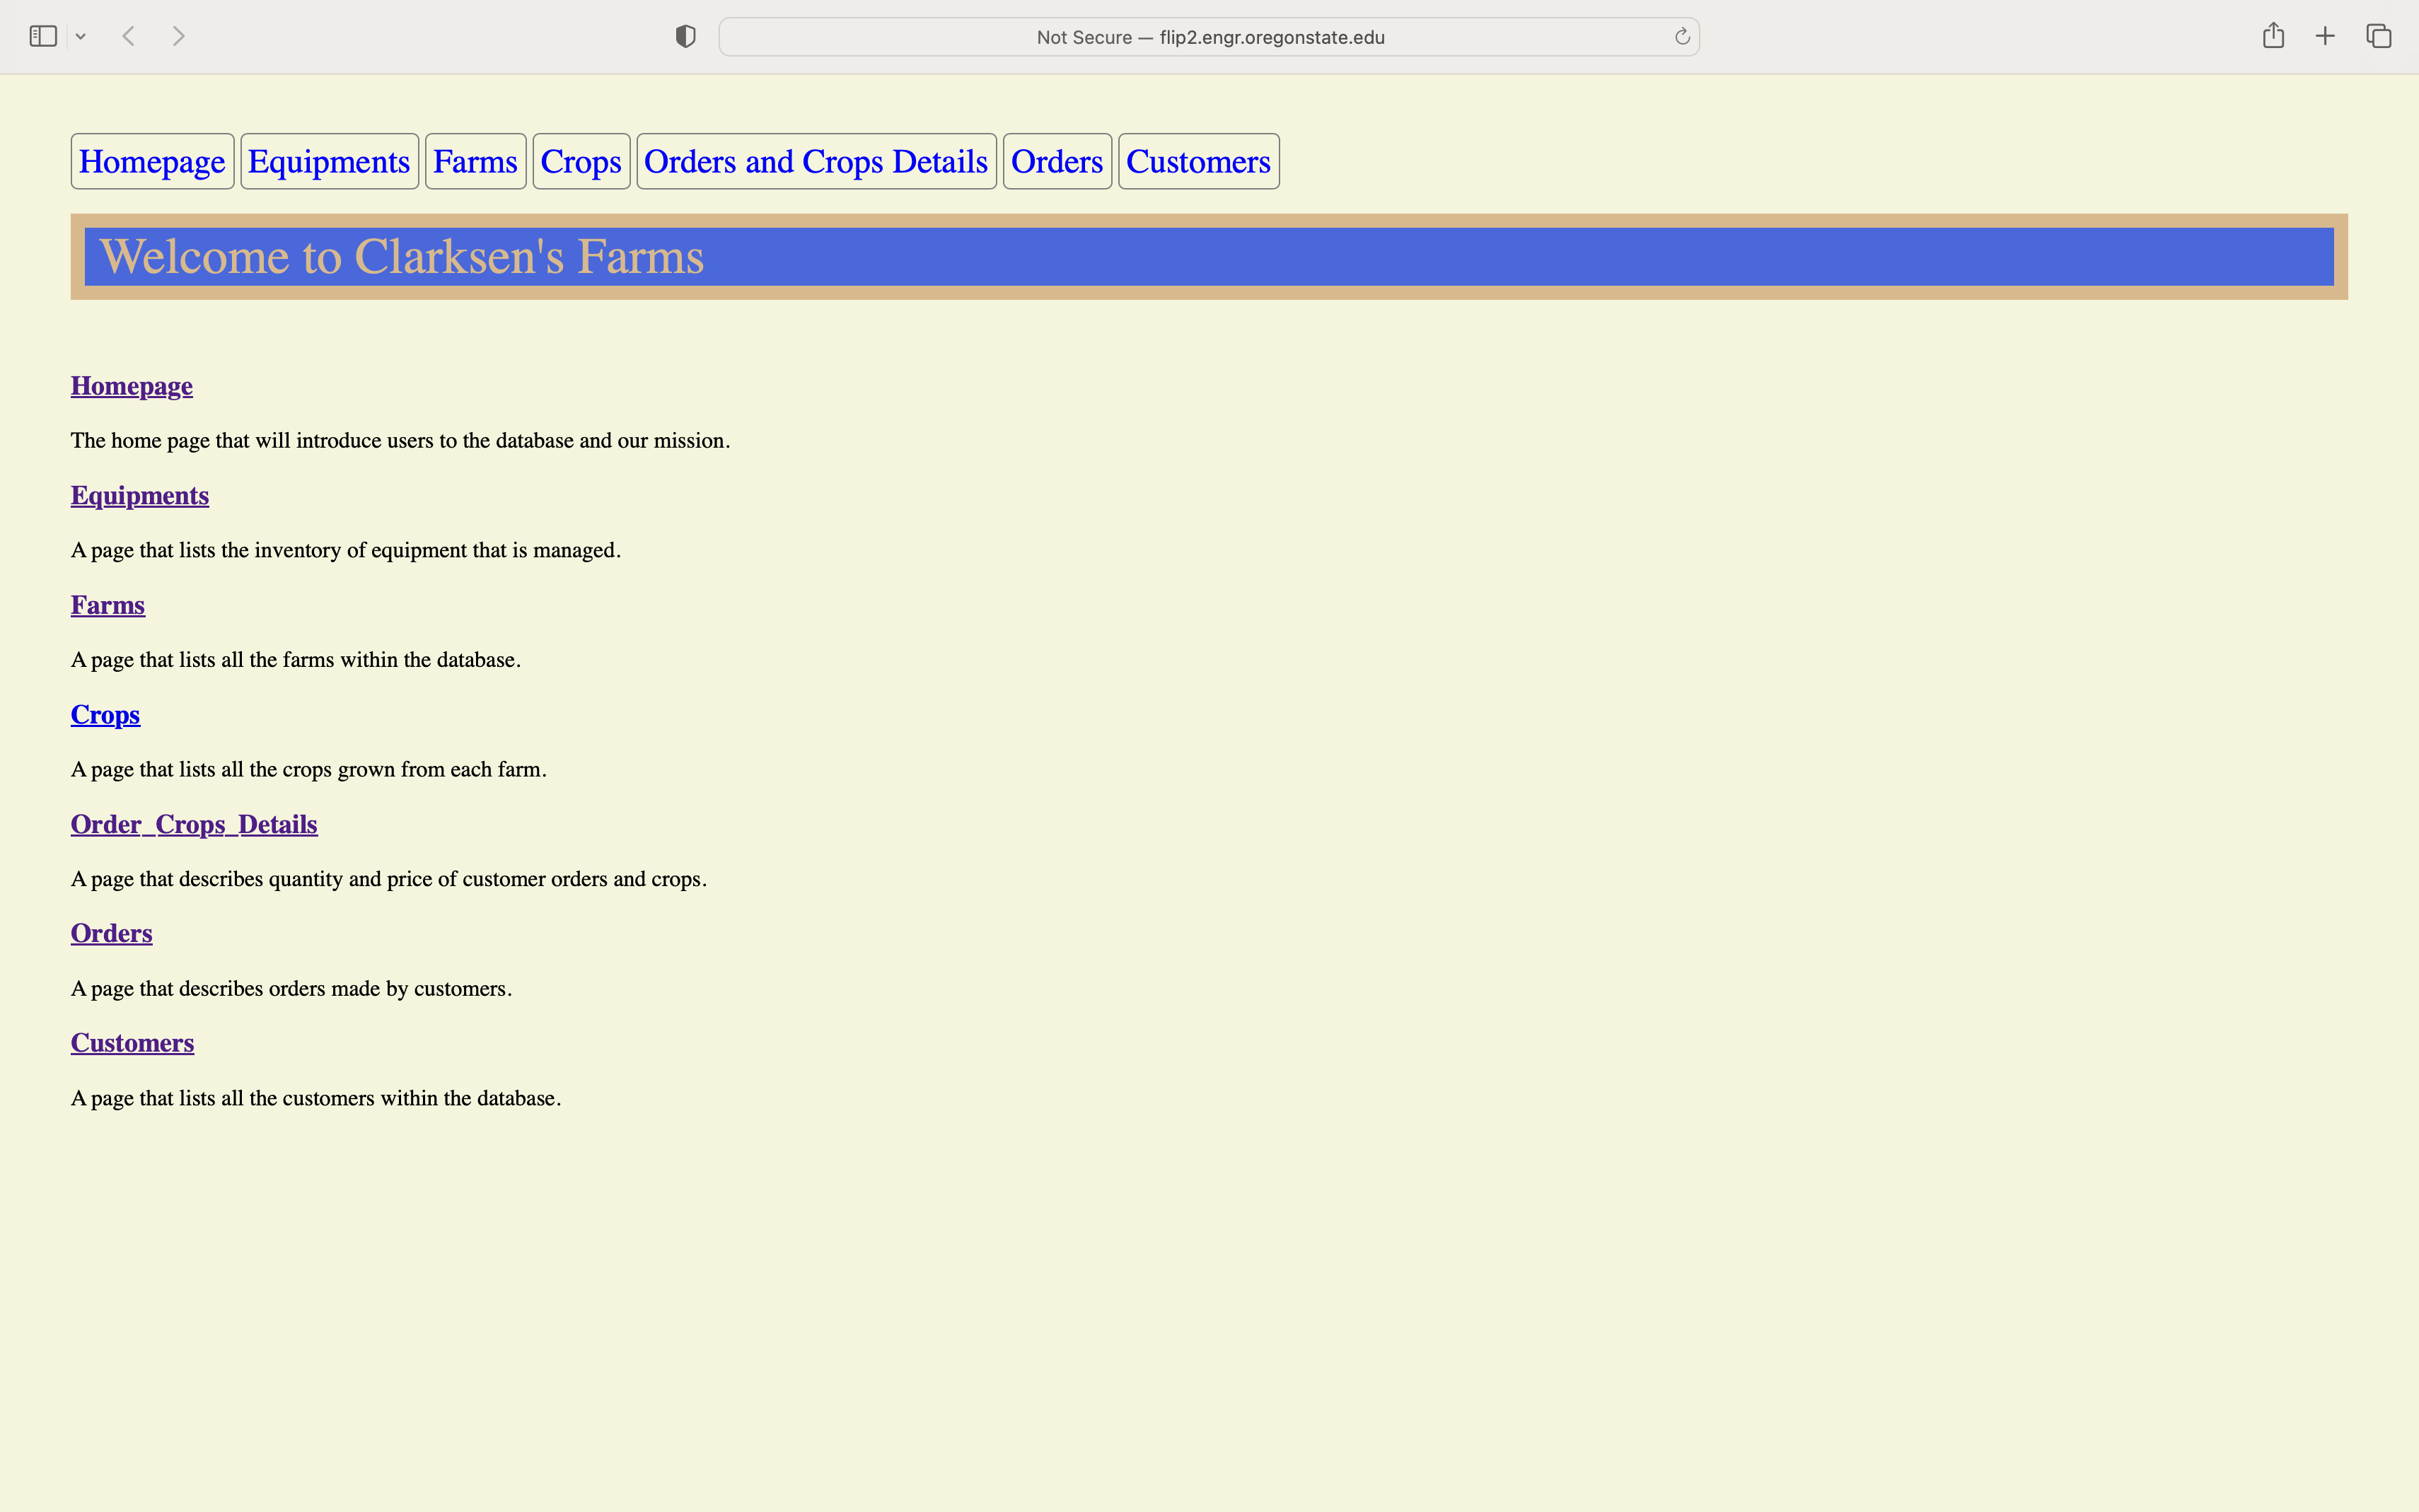 Not Secure — flip2.engr.oregonstate.edu
Homepage Equipments Farms Crops Orders and Crops Details Orders Customers
Welcome to Clarksen's Farms
Homepage
The home page that will introduce users to the database and our mission.
Equipments
A page that lists the inventory of equipment that is managed.
Farms
A page that lists all the farms within the database.
Crops
A page that lists all the crops grown from each farm.
Order_Crops_Details
A page that describes quantity and price of customer orders and crops.
Orders
A page that describes orders made by customers.
Customers
A page that lists all the customers within the database.